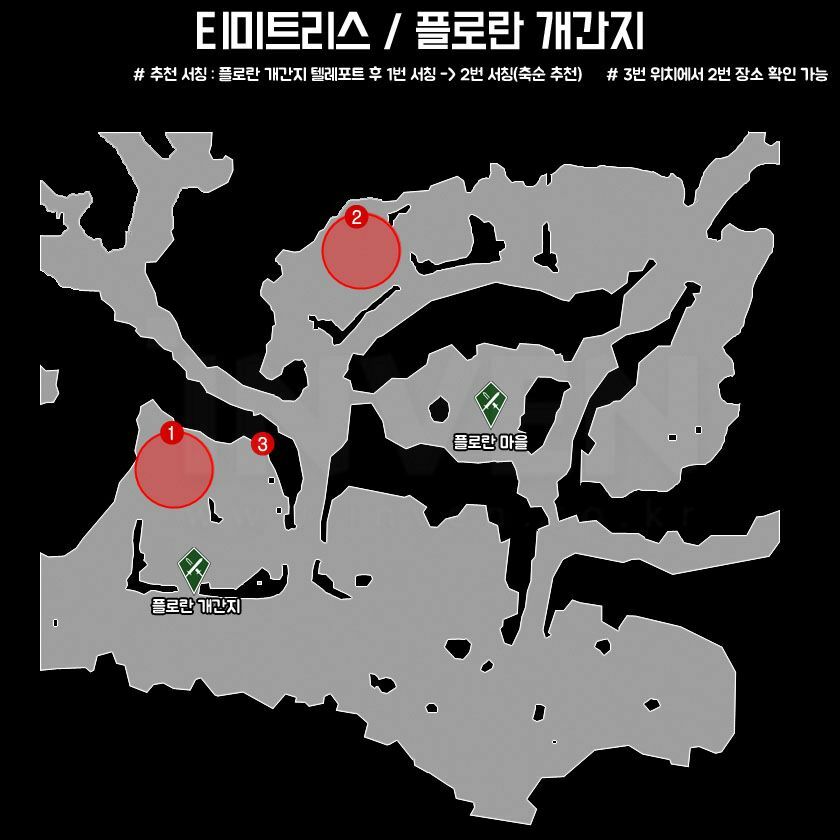 티미트리스 / 플로란 개간지
# 추천 서칭 : 플로란 개간지 텔레포트 후 1번 서칭 -> 2번 서칭(축순 추천) # 3번 위치에서 2번 장소 확인 가능
2
플로란 마을
1
3
INVEN
www.inven.co.kr
플로란 개간지